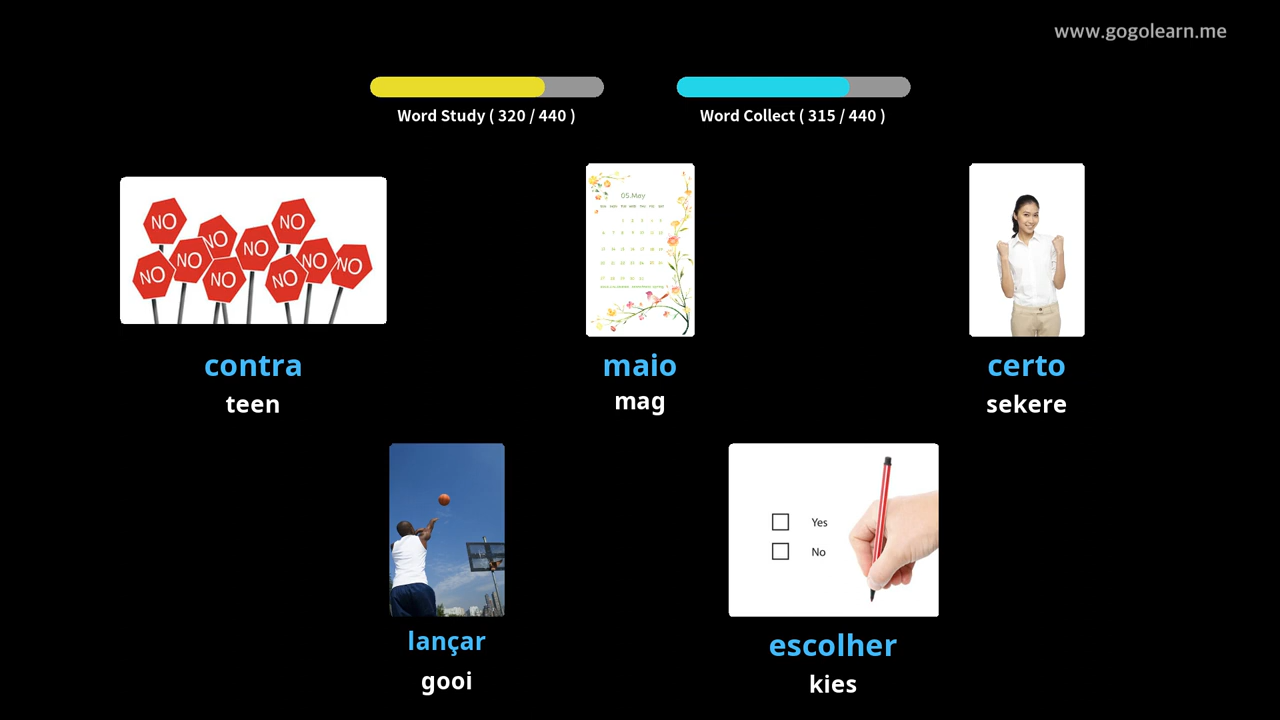 www.gogolearn.me
Word Study ( 320 / 440 )
Word Collect ( 315 / 440 )
NO
NO
NO
NO
NO
NO
NO
NO
NO
NO
05.May
contra
maio
certo
teen
mag
sekere
Yes
No
lançar
escolher
gooi
kies